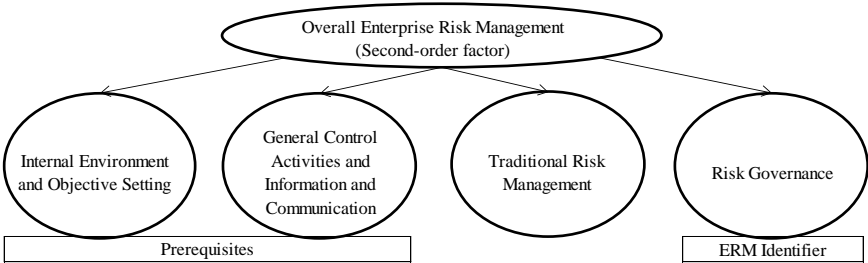 Overall Enterprise Risk Management
(Second-order factor)
Internal Environment
and Objective Setting
General Control
Activities and
Information and
Communication
Traditional Risk
Management
Risk Governance
Prerequisites
ERM Identifier